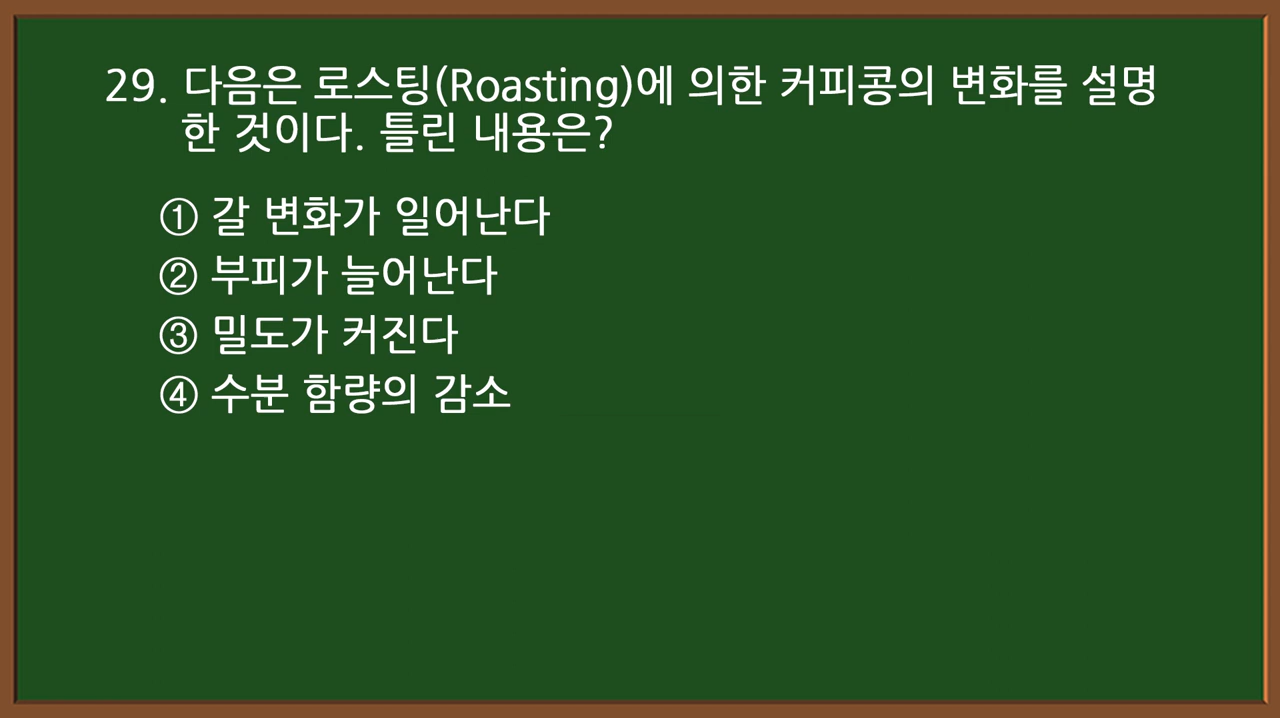 29. 다음은 로스팅(Roasting)에 의한 커피콩의 변화를 설명
한 것이다. 틀린 내용은?
① 갈 변화가 일어난다
② 부피가 늘어난다
③ 밀도가 커진다
④ 수분 함량의 감소